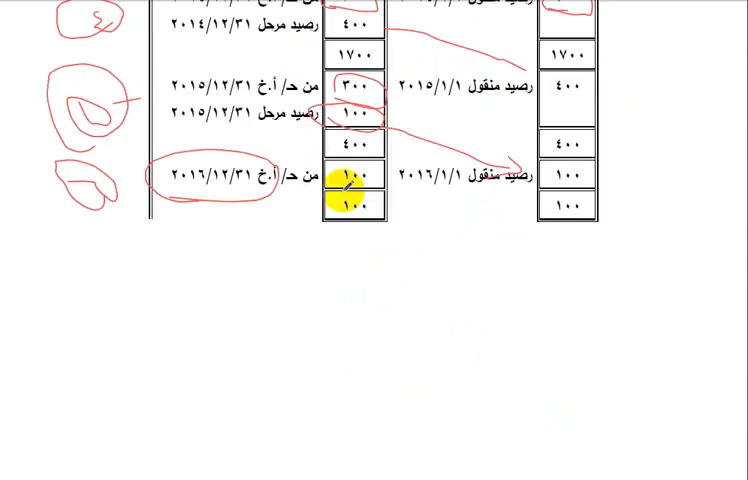 ٤٠٠ رصيد مرحل ٢٠١٤/١٢/٣١
١٧٠٠ ١٧٠٠
٤٠٠ رصيد منقول ٢٠١٥/١/١ ٣٠٠ من حـ/ أ.خ ٢٠١٥/١٢/٣١
١٠٠ رصيد مرحل ٢٠١٥/١٢/٣١
٤٠٠ ٤٠٠
١٠٠ رصيد منقول ٢٠١٦/١/١ ١٠٠ من حـ/ أ.خ ٢٠١٦/١٢/٣١
١٠٠ ١٠٠